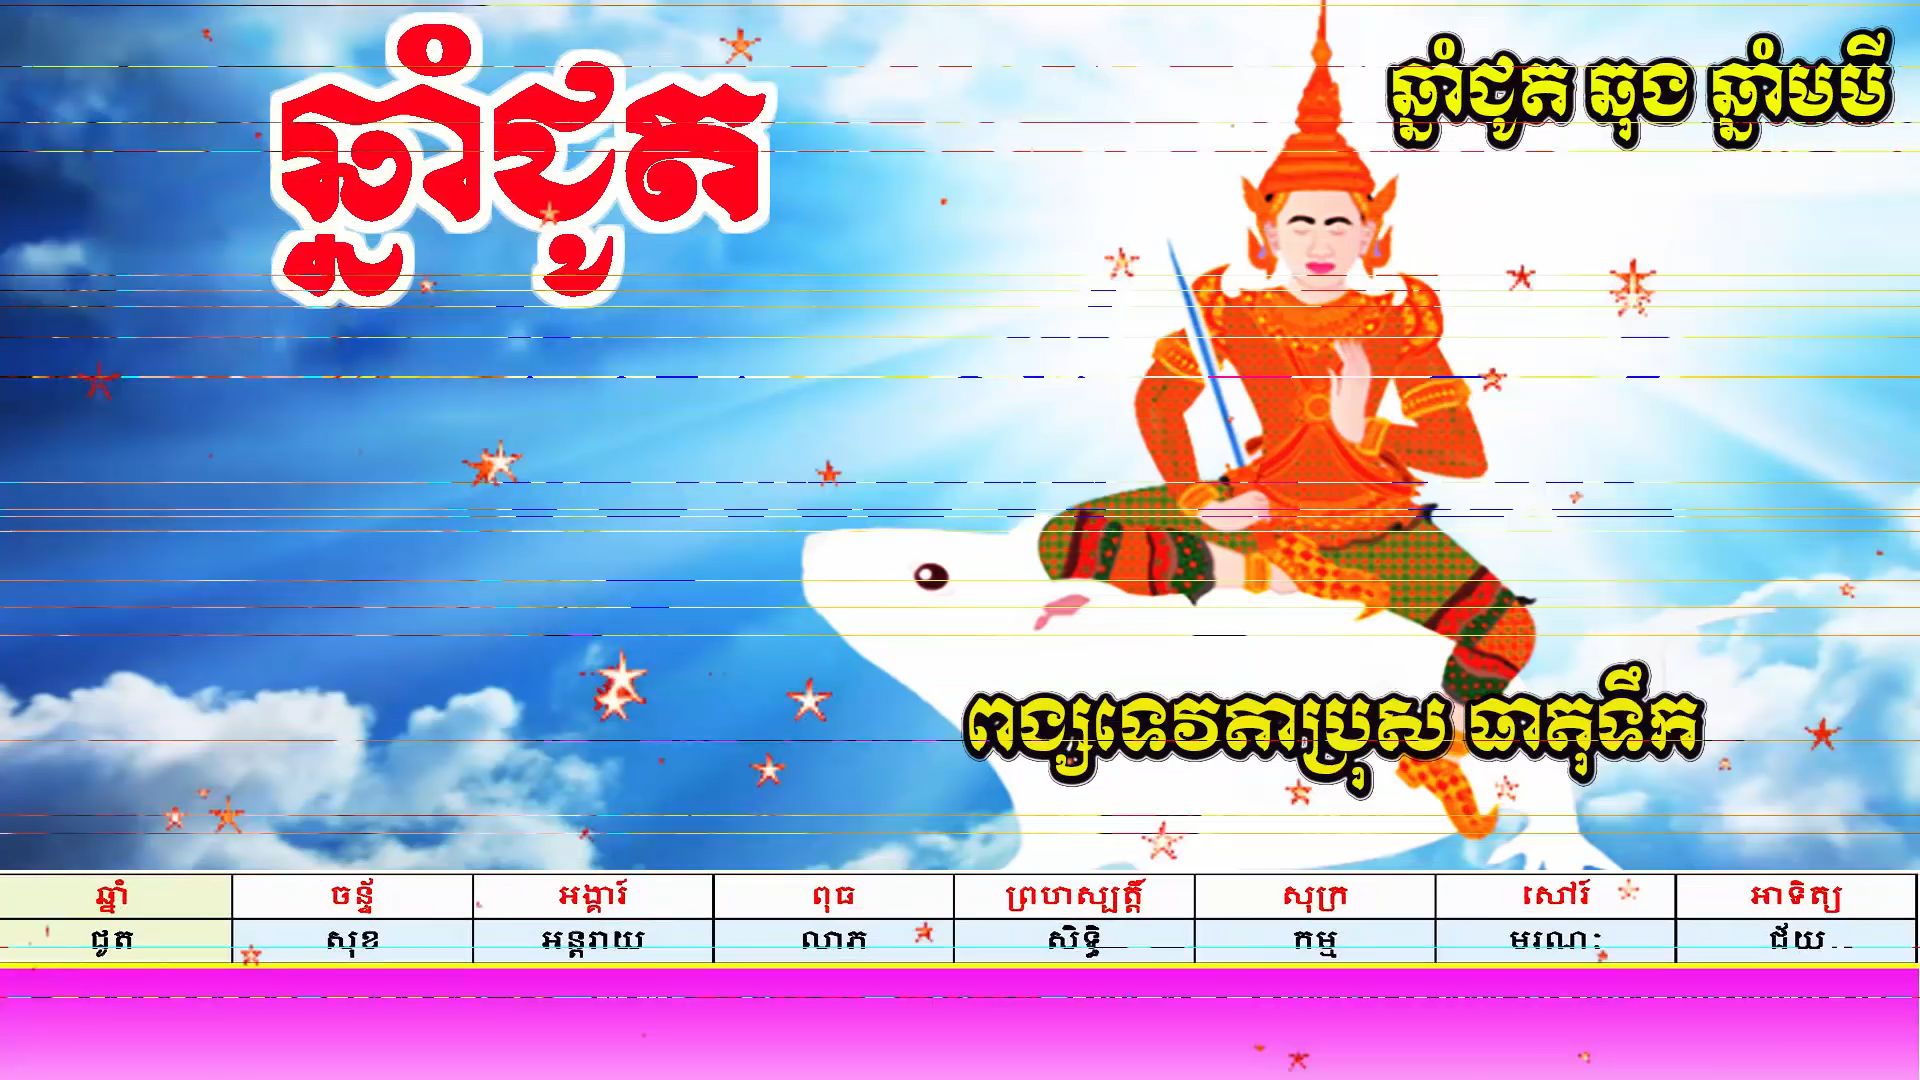 ឆ្នាំជូត
ឆ្នាំជូត ឆុង ឆ្នាំមមី
ពង្សទេវតាប្រុស ធាតុទឹក
ឆ្នាំ ចន្ទ័ អង្គារ៍ ពុធ ព្រហស្បត្តិ៍ សុក្រ សៅរ៍ អាទិត្យ
ជូត សុខ អន្តរាយ លាភ សិទ្ធិ កម្ម មរណៈ ជ័យ